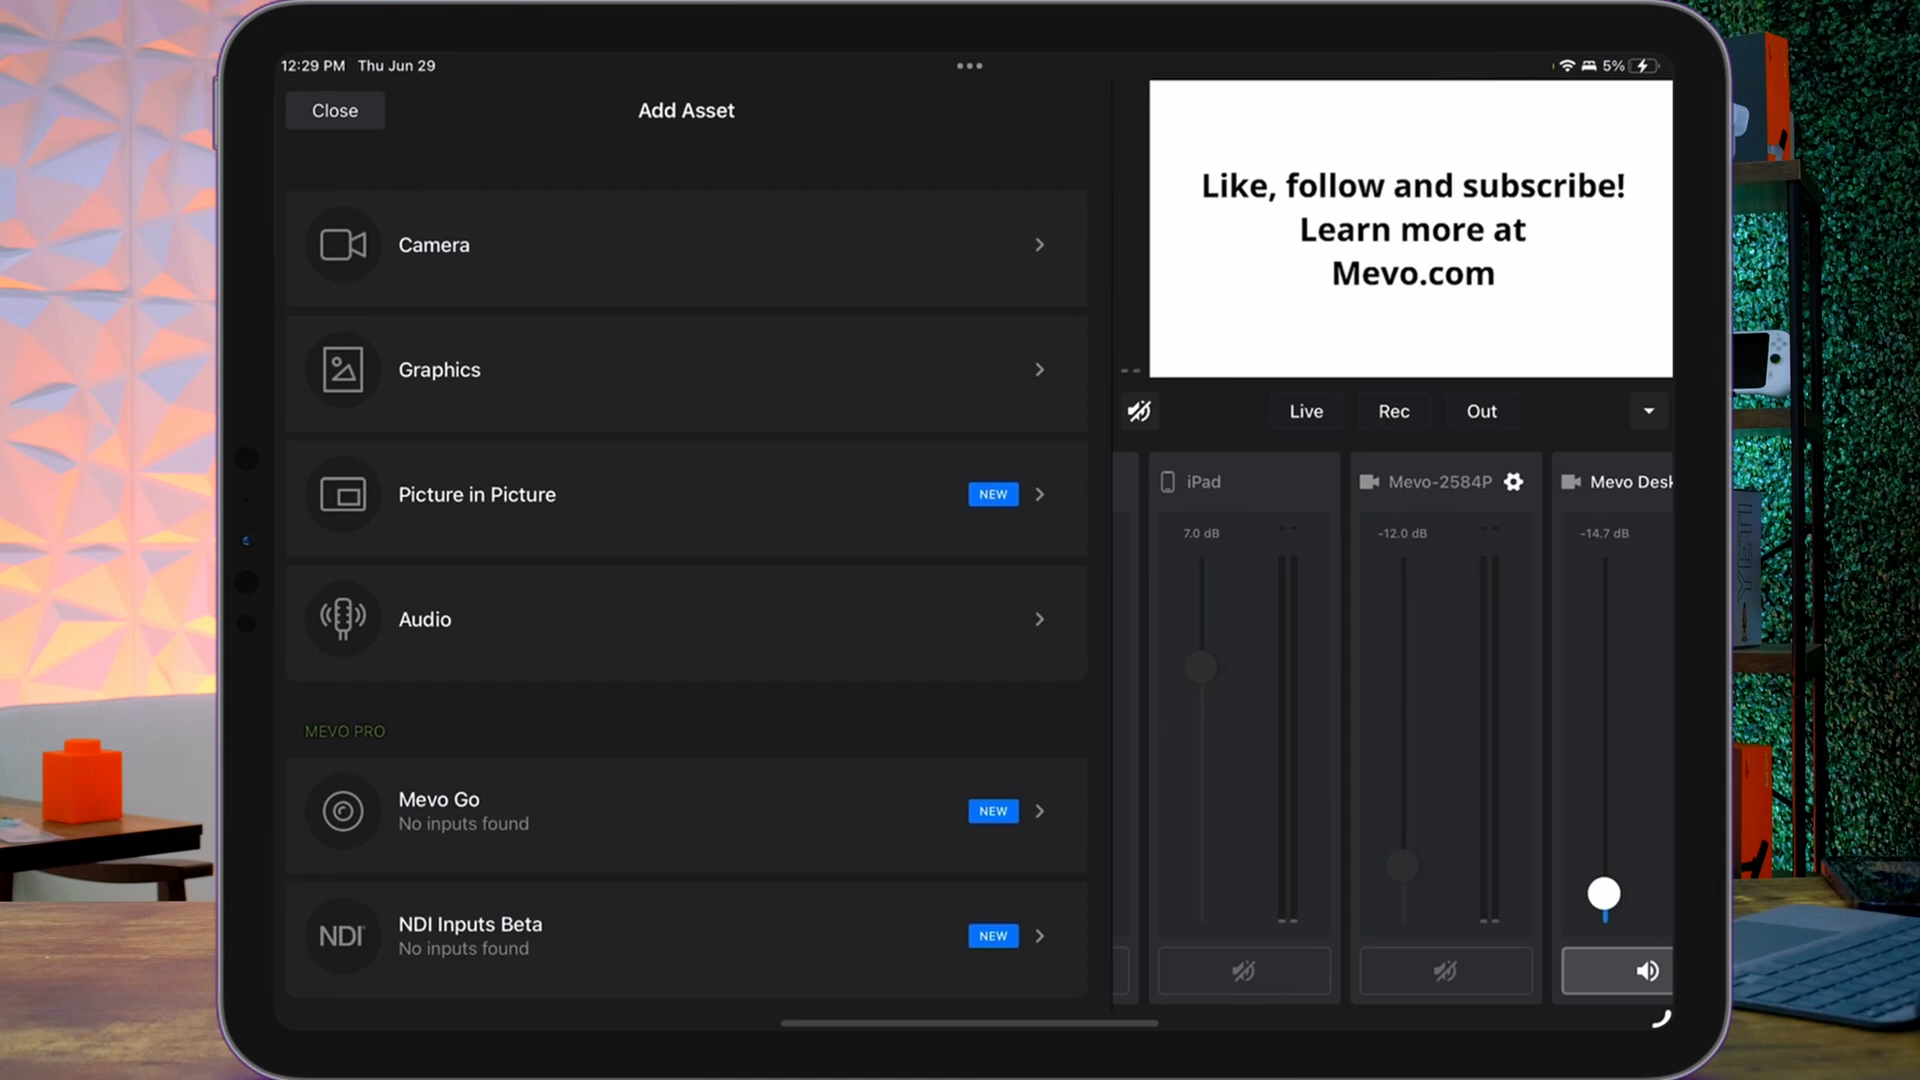 12:29 PM Thu Jun 29
5%
Close
Add Asset
Camera
Graphics
Picture in Picture
NEW
Audio
MEVO PRO
Mevo Go
No inputs found
NEW
NDI
NDI Inputs Beta
No inputs found
NEW
Like, follow and subscribe!
Learn more at
Mevo.com
Live
Rec
Out
iPad
7.0 dB
Mevo-2584P
-12.0 dB
Mevo Desk
-14.7 dB
YETI